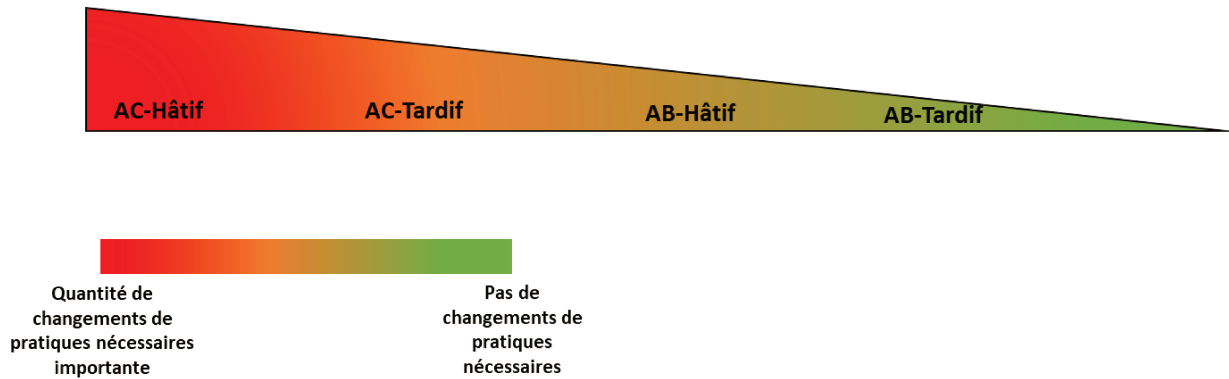 AC-Hâtif
AC-Tardif
AB-Hâtif
AB-Tardif
Quantité de
changements de
pratiques nécessaires
importante
Pas de
changements de
pratiques
nécessaires